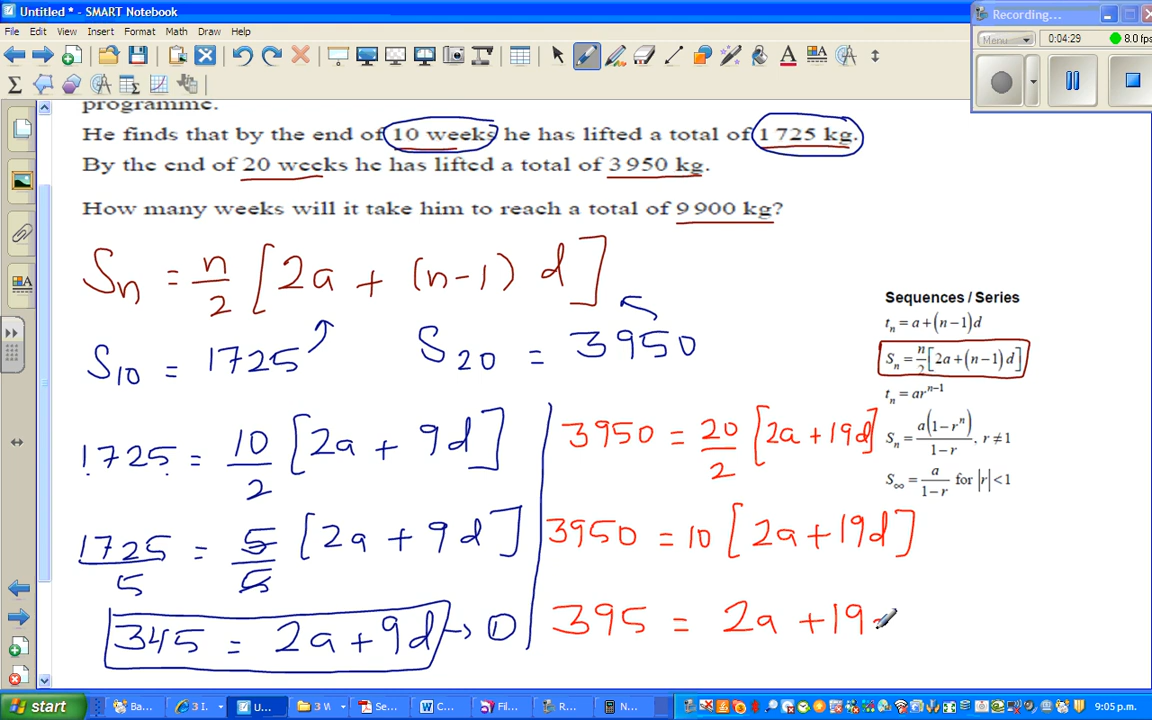 Untitled * - SMART Notebook
File Edit View Insert Format Math Draw Help
Recording...
Menu 0:04:29 8.0 fps
programme.
He finds that by the end of 10 weeks he has lifted a total of 1 725 kg.
By the end of 20 weeks he has lifted a total of 3 950 kg.
How many weeks will it take him to reach a total of 9 900 kg?
Sn = n/2 [2a + (n-1) d]
S10 = 1725 S20 = 3950
1725 = 10/2 [2a + 9d]
1725/5 = 5/5 [2a + 9d]
345 = 2a + 9d → ①
3950 = 20/2 [2a + 19d]
3950 = 10 [2a + 19d]
395 = 2a + 19
Sequences / Series
tn = a + (n−1)d
Sn = n/2 [2a + (n−1)d]
tn = ar^(n−1)
Sn = a(1−r^n)/(1−r), r ≠ 1
S∞ = a/(1−r) for |r| < 1
start Ba... 3 I. U... 3 W Se... C... Fil... R... N... 9:05 p.m.